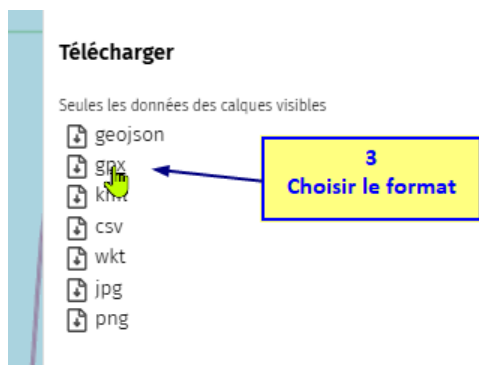 Télécharger
Seules les données des calques visibles
geojson
gpx
3
Choisir le format
kml
csv
wkt
jpg
png